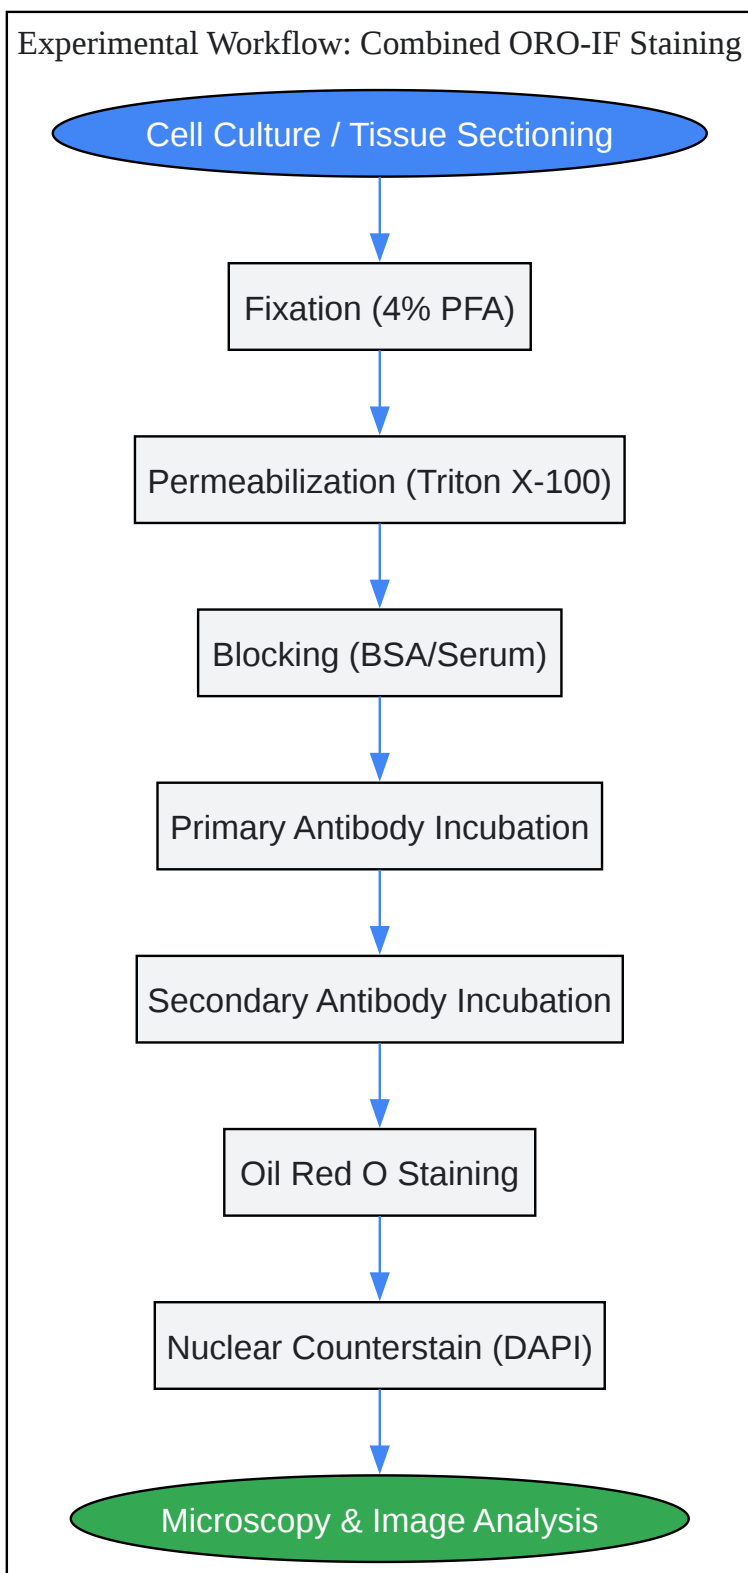 Experimental Workflow: Combined ORO-IF Staining
Cell Culture / Tissue Sectioning
Fixation (4% PFA)
Permeabilization (Triton X-100)
Blocking (BSA/Serum)
Primary Antibody Incubation
Secondary Antibody Incubation
Oil Red O Staining
Nuclear Counterstain (DAPI)
Microscopy & Image Analysis